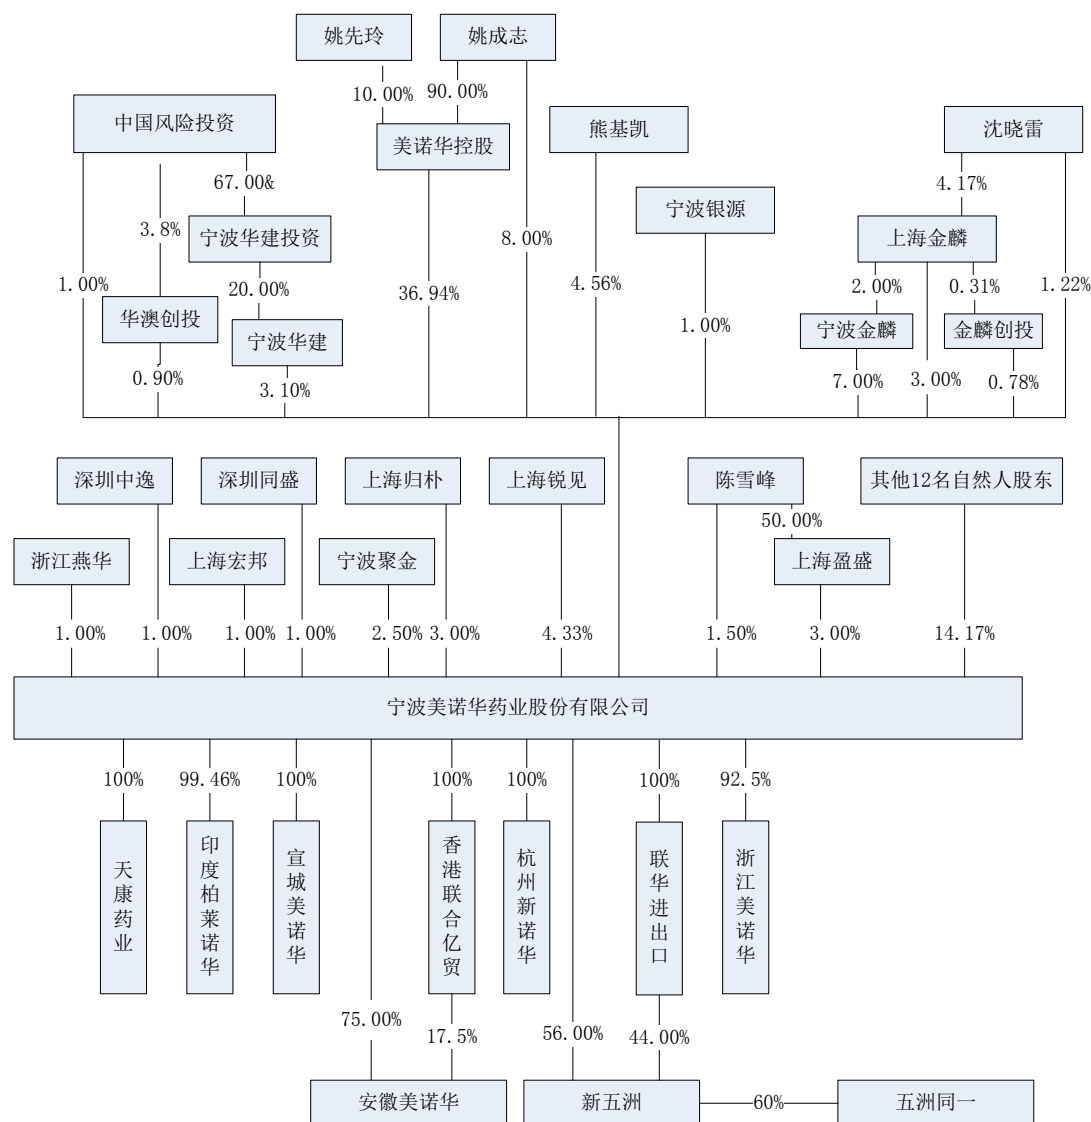 姚先玲
姚成志
10.00%
90.00%
中国风险投资
美诺华控股
熊基凯
沈晓雷
67.00&
4.17%
宁波银源
3.8%
宁波华建投资
8.00%
上海金麟
1.00%
20.00%
36.94%
4.56%
2.00%
0.31%
1.22%
华澳创投
宁波华建
1.00%
宁波金麟
金麟创投
0.90%
3.10%
7.00%
3.00%
0.78%
深圳中逸
深圳同盛
上海归朴
上海锐见
陈雪峰
其他12名自然人股东
50.00%
浙江燕华
上海宏邦
宁波聚金
上海盈盛
1.00%
1.00%
1.00%
1.00%
2.50%
3.00%
4.33%
1.50%
3.00%
14.17%
宁波美诺华药业股份有限公司
100%
99.46%
100%
100%
100%
100%
92.5%
天康药业
印度柏莱诺华
宣城美诺华
香港联合亿贸
杭州新诺华
联华进出口
浙江美诺华
75.00%
17.5%
56.00%
44.00%
安徽美诺华
新五洲
60%
五洲同一